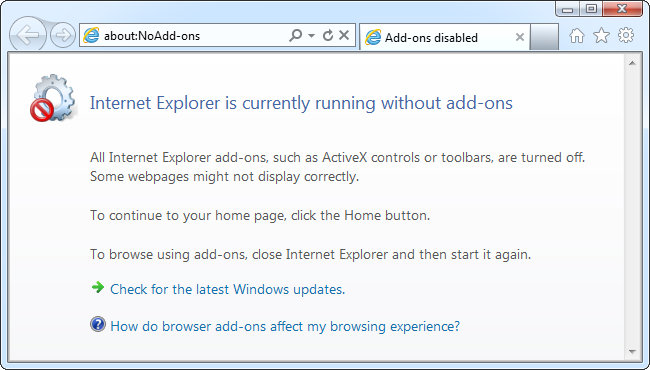 about:NoAdd-ons
Add-ons disabled
Internet Explorer is currently running without add-ons
All Internet Explorer add-ons, such as ActiveX controls or toolbars, are turned off.
Some webpages might not display correctly.
To continue to your home page, click the Home button.
To browse using add-ons, close Internet Explorer and then start it again.
Check for the latest Windows updates.
How do browser add-ons affect my browsing experience?